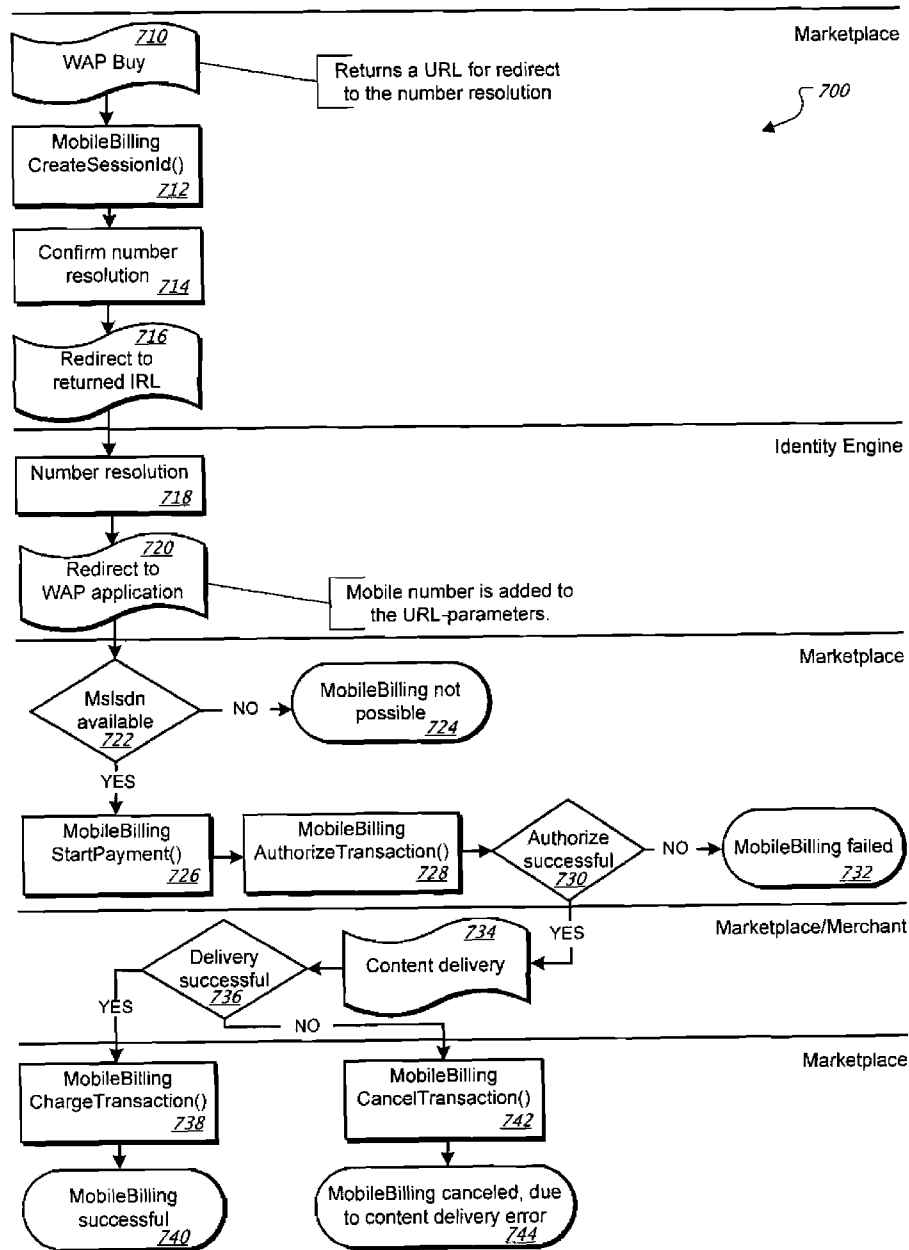 Marketplace
710
WAP Buy
Returns a URL for redirect
to the number resolution
700
MobileBilling
CreateSessionId()
712
Confirm number
resolution
714
716
Redirect to
returned IRL
Identity Engine
Number resolution
718
720
Redirect to
WAP application
Mobile number is added to
the URL-parameters.
Marketplace
MsIsdn
available
722
NO
MobileBilling not
possible
724
YES
MobileBilling
StartPayment()
726
MobileBilling
AuthorizeTransaction()
728
Authorize
successful
730
NO
MobileBilling failed
732
YES
Marketplace/Merchant
734
Content delivery
Delivery
successful
736
YES
NO
Marketplace
MobileBilling
ChargeTransaction()
738
MobileBilling
CancelTransaction()
742
MobileBilling
successful
740
MobileBilling canceled, due
to content delivery error
744